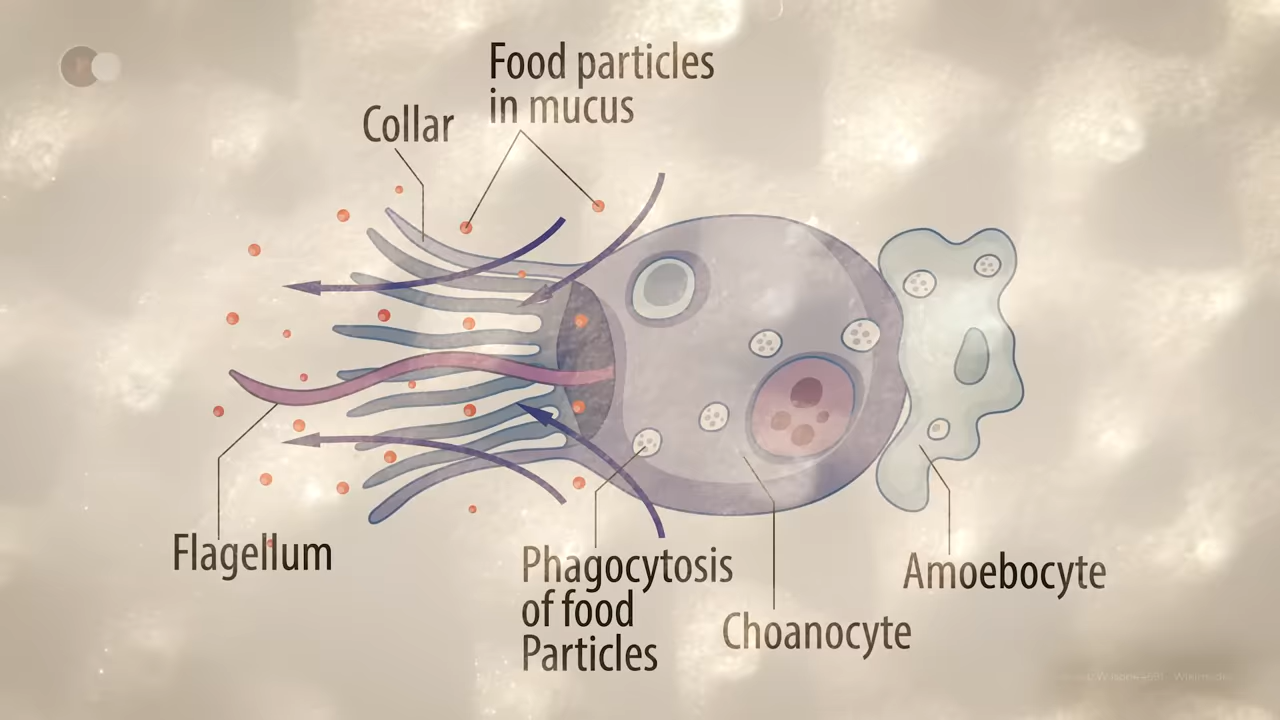 Food particles
in mucus
Collar
Flagellum
Phagocytosis
of food
Particles
Choanocyte
Amoebocyte